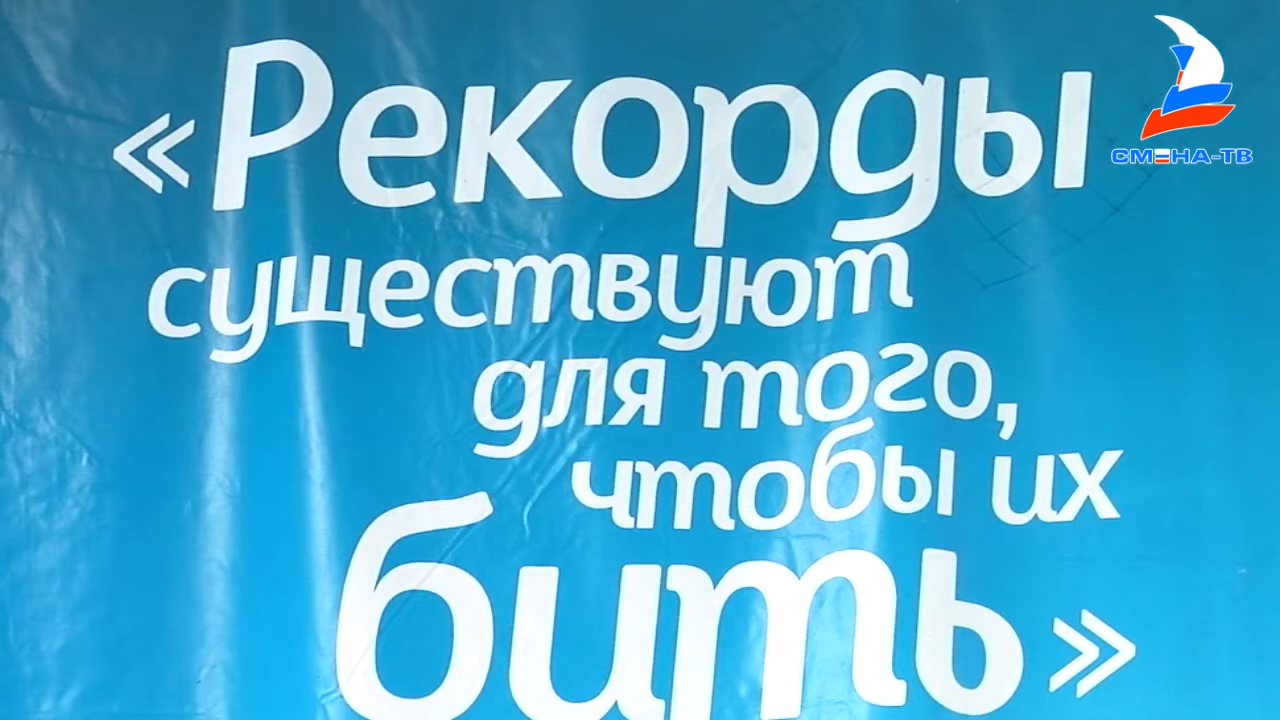 «Рекорды
существуют
для того,
чтобы их
бить»
СМЕНА-ТВ